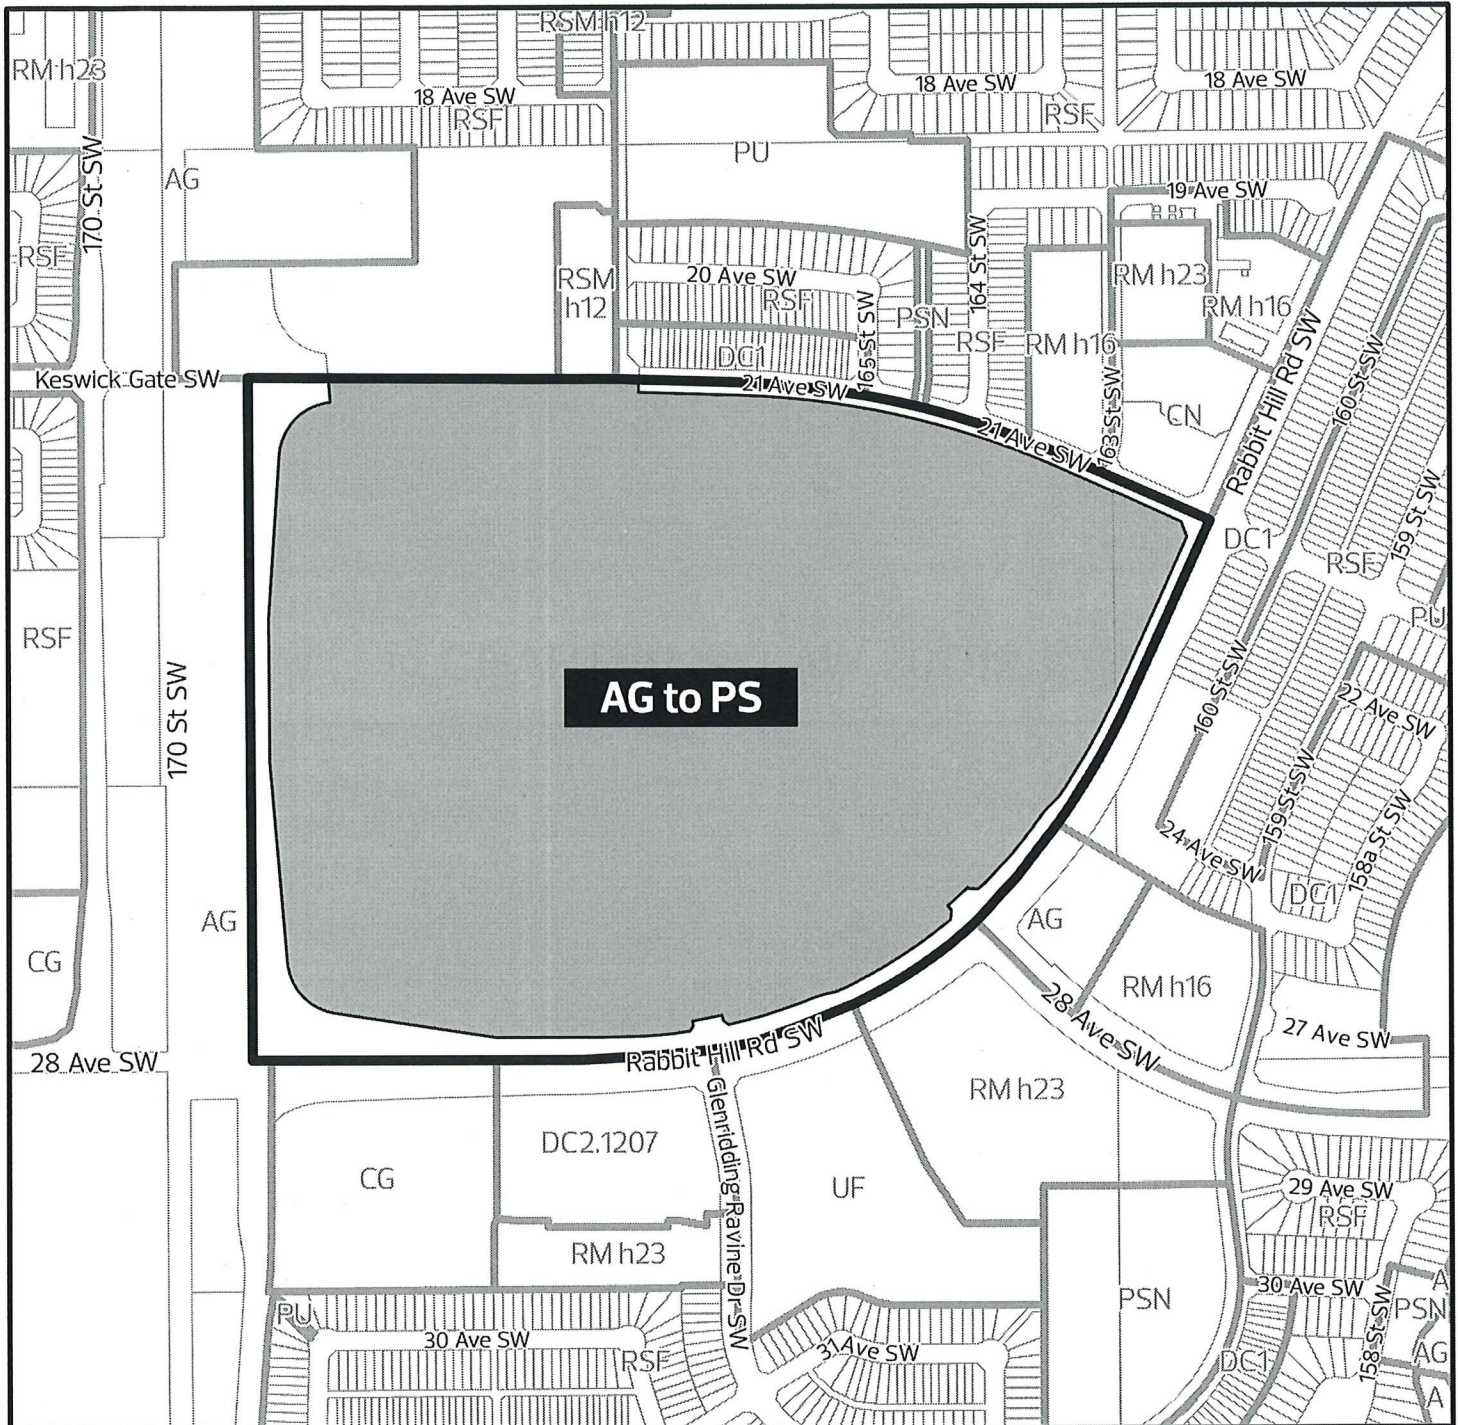 RSM h12
RM h23
18 Ave SW
RSF
18 Ave SW
18 Ave SW
RSF
PU
170 St SW
AG
19 Ave SW
RSF
164 St SW
RSM
h12
20 Ave SW
RSF
RM h23
RM h16
PSN
165 St SW
RSF
RM h16
DC1
Keswick Gate SW
21 Ave SW
163 St SW
CN
Rabbit Hill Rd SW
160 St SW
21 Ave SW
159 St SW
DC1
RSF
PU
RSF
170 St SW
AG to PS
160 St SW
22 Ave SW
159 St SW
158a St SW
24 Ave SW
DC1
AG
AG
CG
RM h16
28 Ave SW
27 Ave SW
28 Ave SW
Rabbit Hill Rd SW
Glenridding Ravine Dr SW
RM h23
DC2.1207
CG
UF
29 Ave SW
RSF
RM h23
30 Ave SW
A
PSN
PSN
158 St SW
PU
30 Ave SW
RSF
31 Ave SW
DC1
AG
A